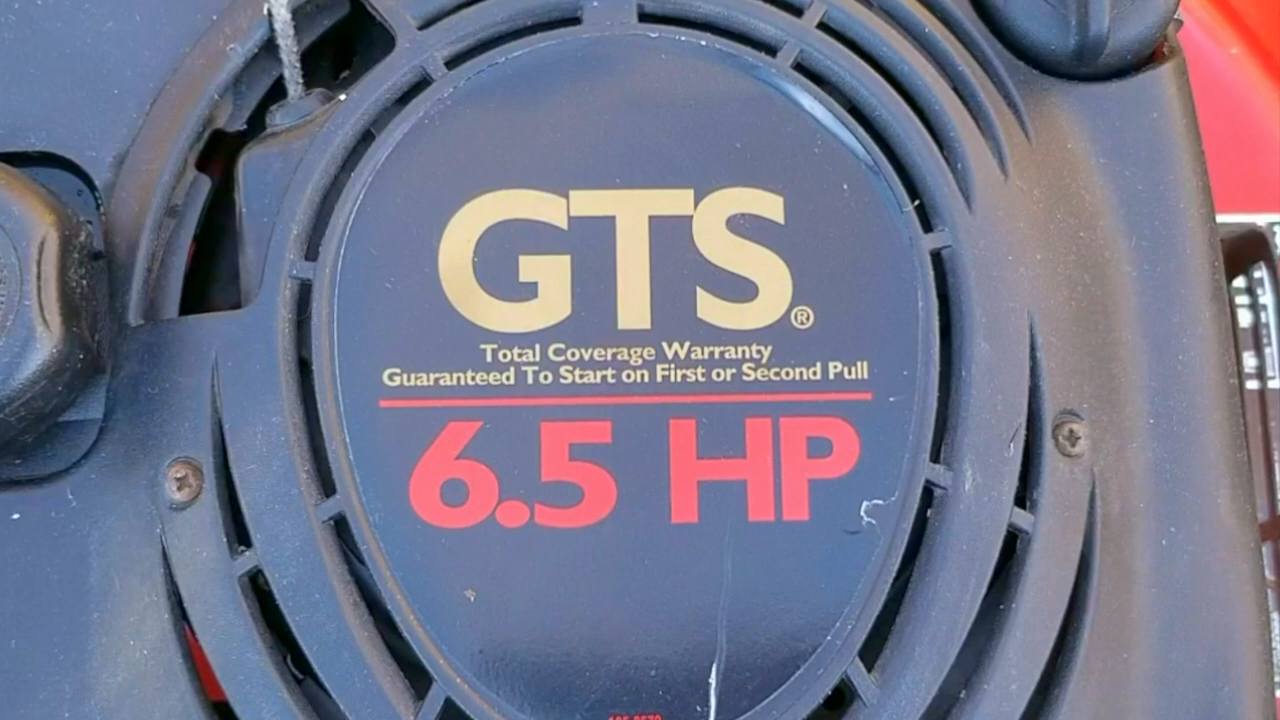 GTS®
Total Coverage Warranty
Guaranteed To Start on First or Second Pull
6.5 HP